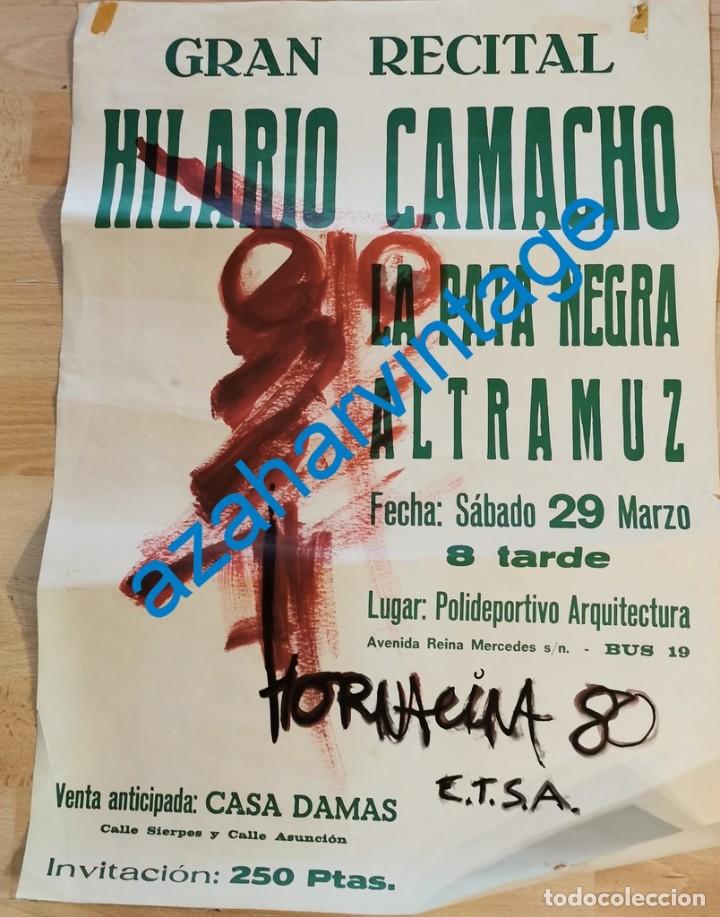 GRAN RECITAL
HILARIO CAMACHO
LA PATA NEGRA
ALTRAMUZ
Fecha: Sábado 29 Marzo
8 tarde
Lugar: Polideportivo Arquitectura
Avenida Reina Mercedes s/n. - BUS 19
HORNACINA 80
E.T.S.A.
Venta anticipada: CASA DAMAS
Calle Sierpes y Calle Asunción
Invitación: 250 Ptas.
azaharvintage
todocoleccion